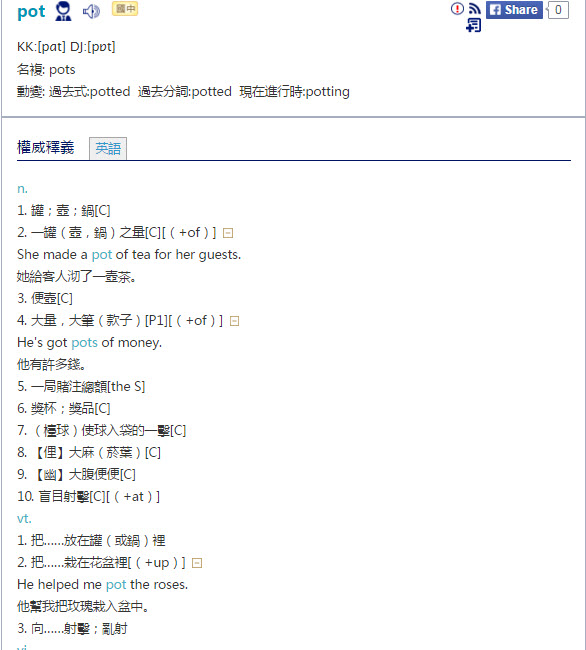 pot 國中 Share 0
KK:[pɑt] DJ:[pɒt]
名複: pots
動變: 過去式:potted 過去分詞:potted 現在進行時:potting
權威釋義 英語
n.
1. 罐；壺；鍋[C]
2. 一罐（壺，鍋）之量[C][（+of）]
She made a pot of tea for her guests.
她給客人沏了一壺茶。
3. 便壺[C]
4. 大量，大筆（款子）[P1][（+of）]
He's got pots of money.
他有許多錢。
5. 一局賭注總額[the S]
6. 獎杯；獎品[C]
7. （檯球）使球入袋的一擊[C]
8. 【俚】大麻（菸葉）[C]
9. 【幽】大腹便便[C]
10. 盲目射擊[C][（+at）]
vt.
1. 把……放在罐（或鍋）裡
2. 把……栽在花盆裡[（+up）]
He helped me pot the roses.
他幫我把玫瑰栽入盆中。
3. 向……射擊；亂射